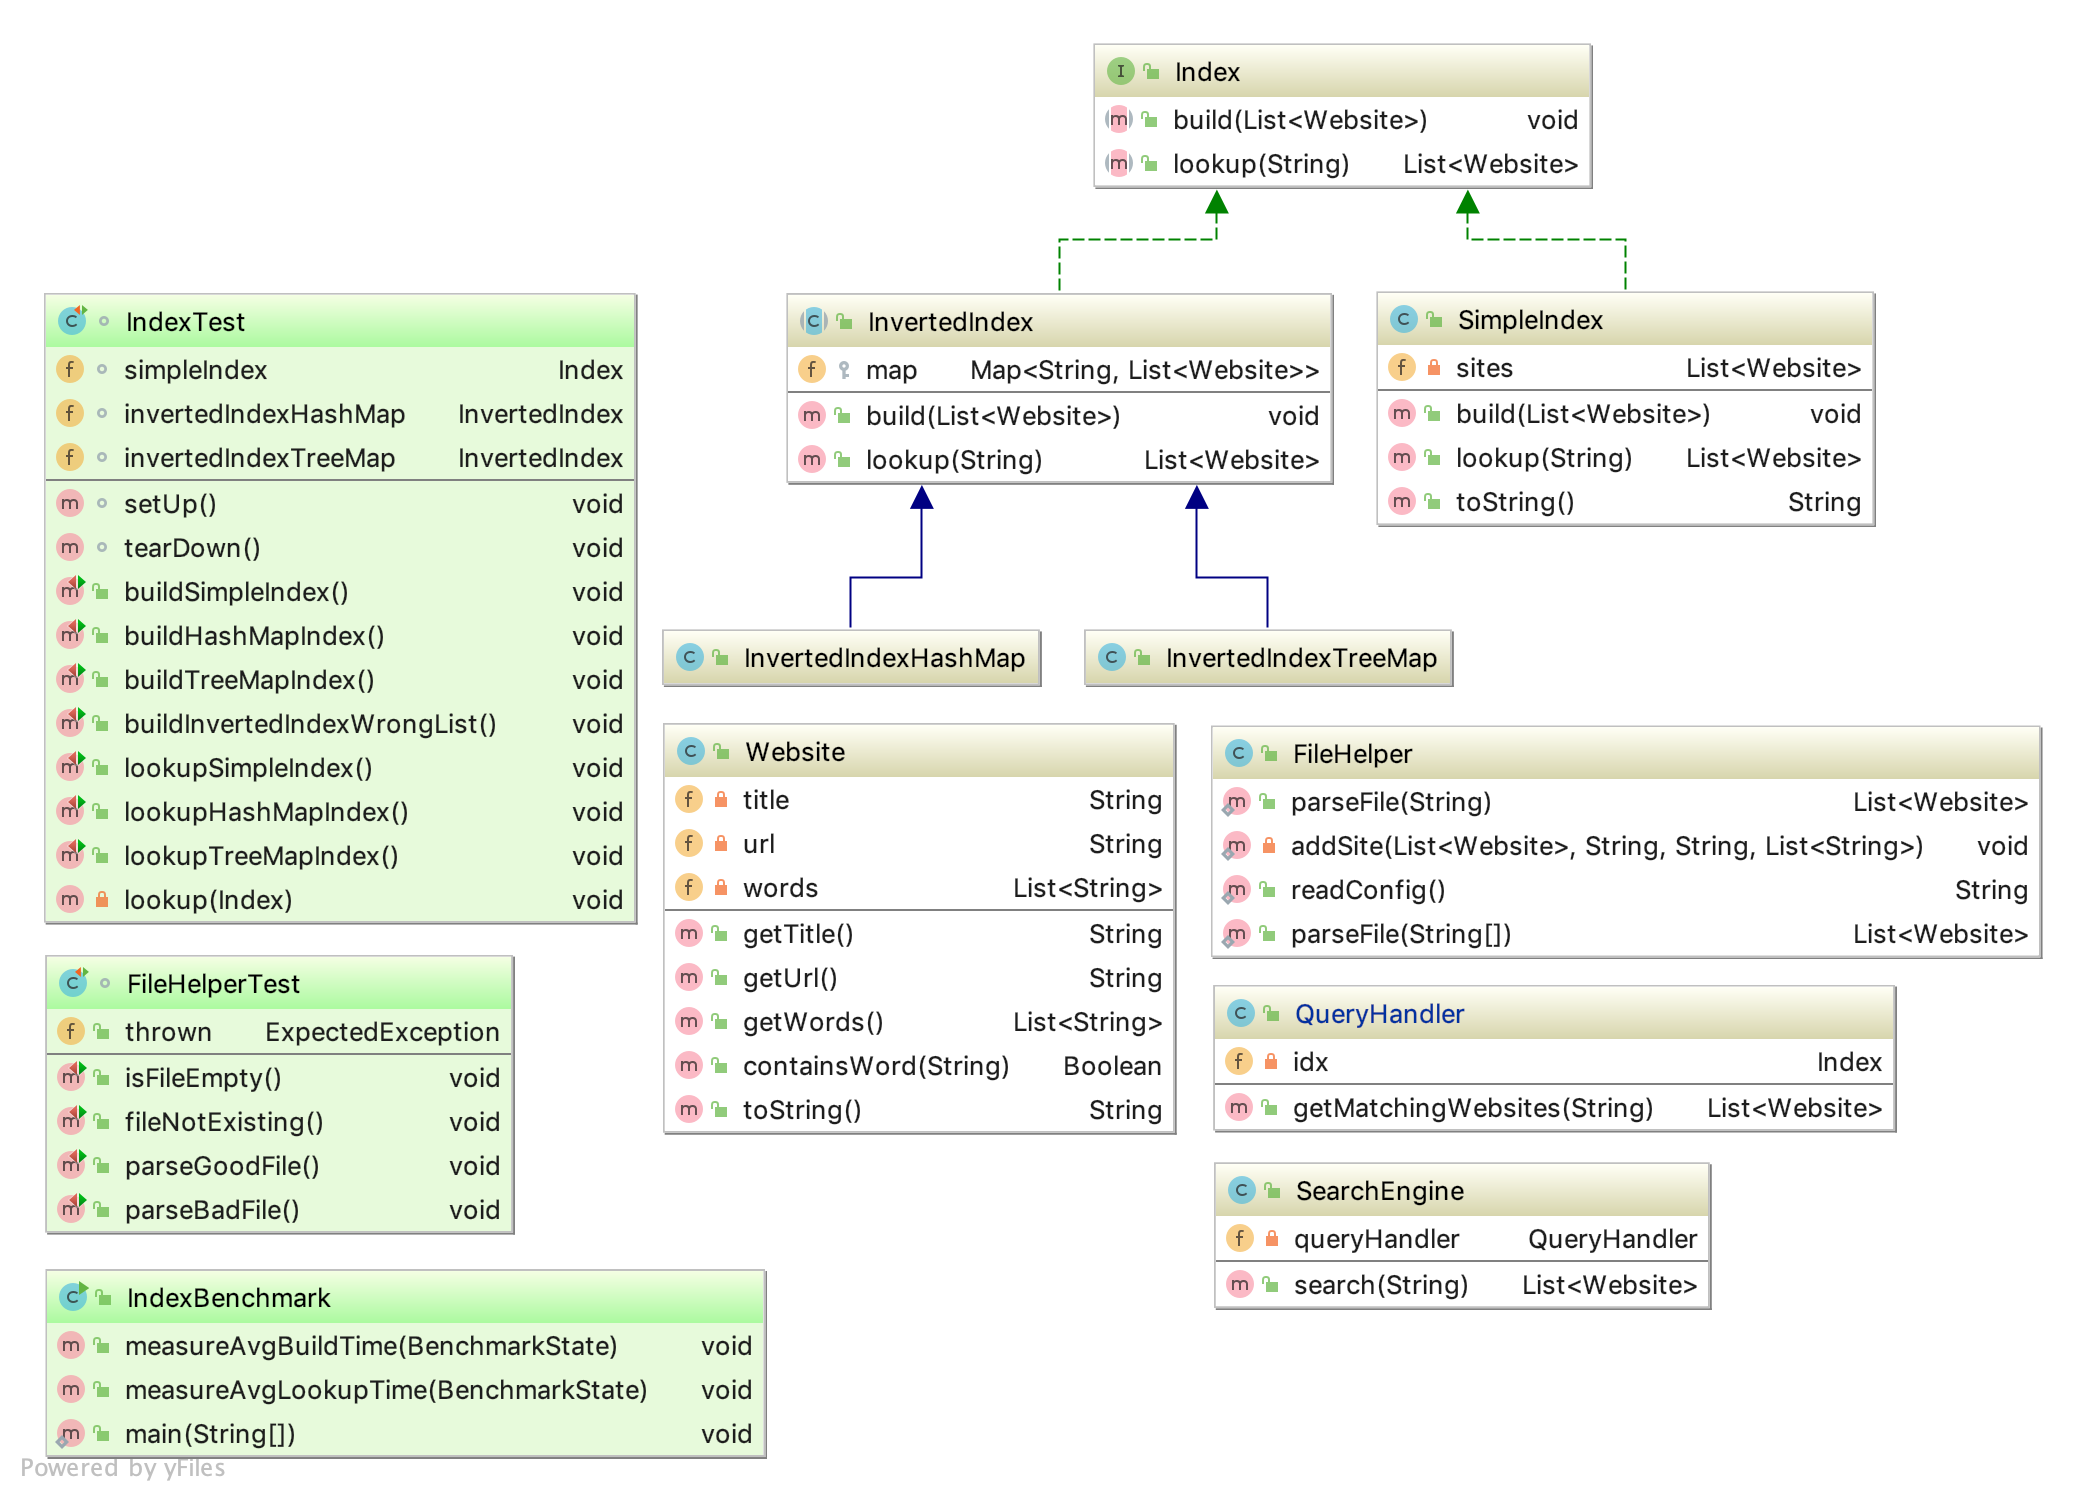 Index
build(List<Website>) void
lookup(String) List<Website>
IndexTest
simpleIndex Index
invertedIndexHashMap InvertedIndex
invertedIndexTreeMap InvertedIndex
setUp() void
tearDown() void
buildSimpleIndex() void
buildHashMapIndex() void
buildTreeMapIndex() void
buildInvertedIndexWrongList() void
lookupSimpleIndex() void
lookupHashMapIndex() void
lookupTreeMapIndex() void
lookup(Index) void
InvertedIndex
map Map<String, List<Website>>
build(List<Website>) void
lookup(String) List<Website>
SimpleIndex
sites List<Website>
build(List<Website>) void
lookup(String) List<Website>
toString() String
InvertedIndexHashMap
InvertedIndexTreeMap
Website
title String
url String
words List<String>
getTitle() String
getUrl() String
getWords() List<String>
containsWord(String) Boolean
toString() String
FileHelper
parseFile(String) List<Website>
addSite(List<Website>, String, String, List<String>) void
readConfig() String
parseFile(String[]) List<Website>
FileHelperTest
thrown ExpectedException
isFileEmpty() void
fileNotExisting() void
parseGoodFile() void
parseBadFile() void
QueryHandler
idx Index
getMatchingWebsites(String) List<Website>
SearchEngine
queryHandler QueryHandler
search(String) List<Website>
IndexBenchmark
measureAvgBuildTime(BenchmarkState) void
measureAvgLookupTime(BenchmarkState) void
main(String[]) void
Powered by yFiles